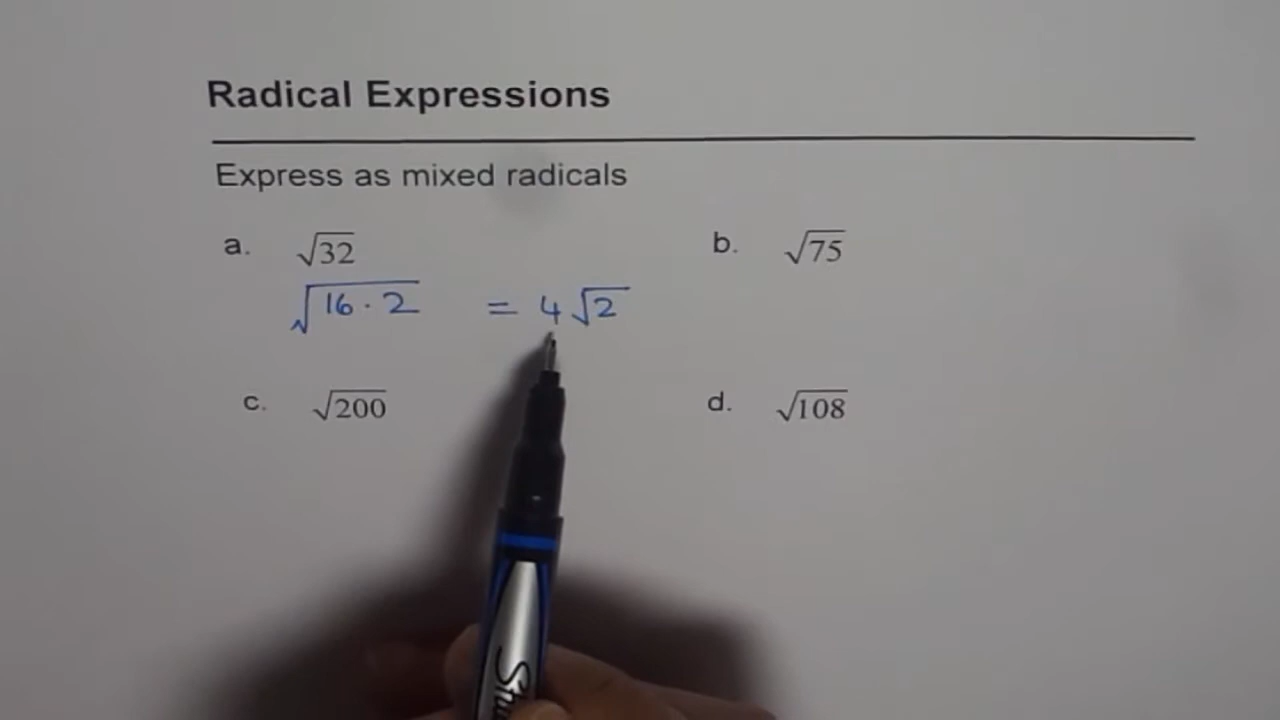 Radical Expressions
Express as mixed radicals
a. √32
b. √75
√16 · 2 = 4√2
c. √200
d. √108